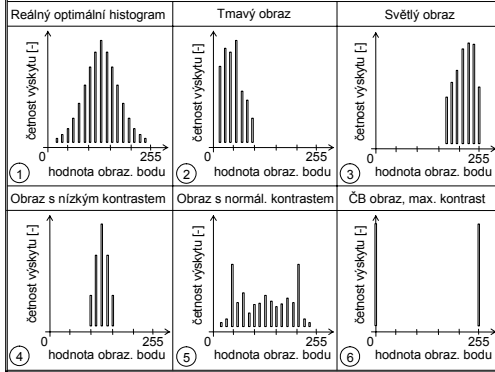 Reálný optimální histogram
četnost výskytu [-]
0
255
1
hodnota obraz. bodu
Tmavý obraz
četnost výskytu [-]
0
255
2
hodnota obraz. bodu
Světlý obraz
četnost výskytu [-]
0
255
3
hodnota obraz. bodu
Obraz s nízkým kontrastem
četnost výskytu [-]
0
255
4
hodnota obraz. bodu
Obraz s normál. kontrastem
četnost výskytu [-]
0
255
5
hodnota obraz. bodu
ČB obraz, max. kontrast
četnost výskytu [-]
0
255
6
hodnota obraz. bodu